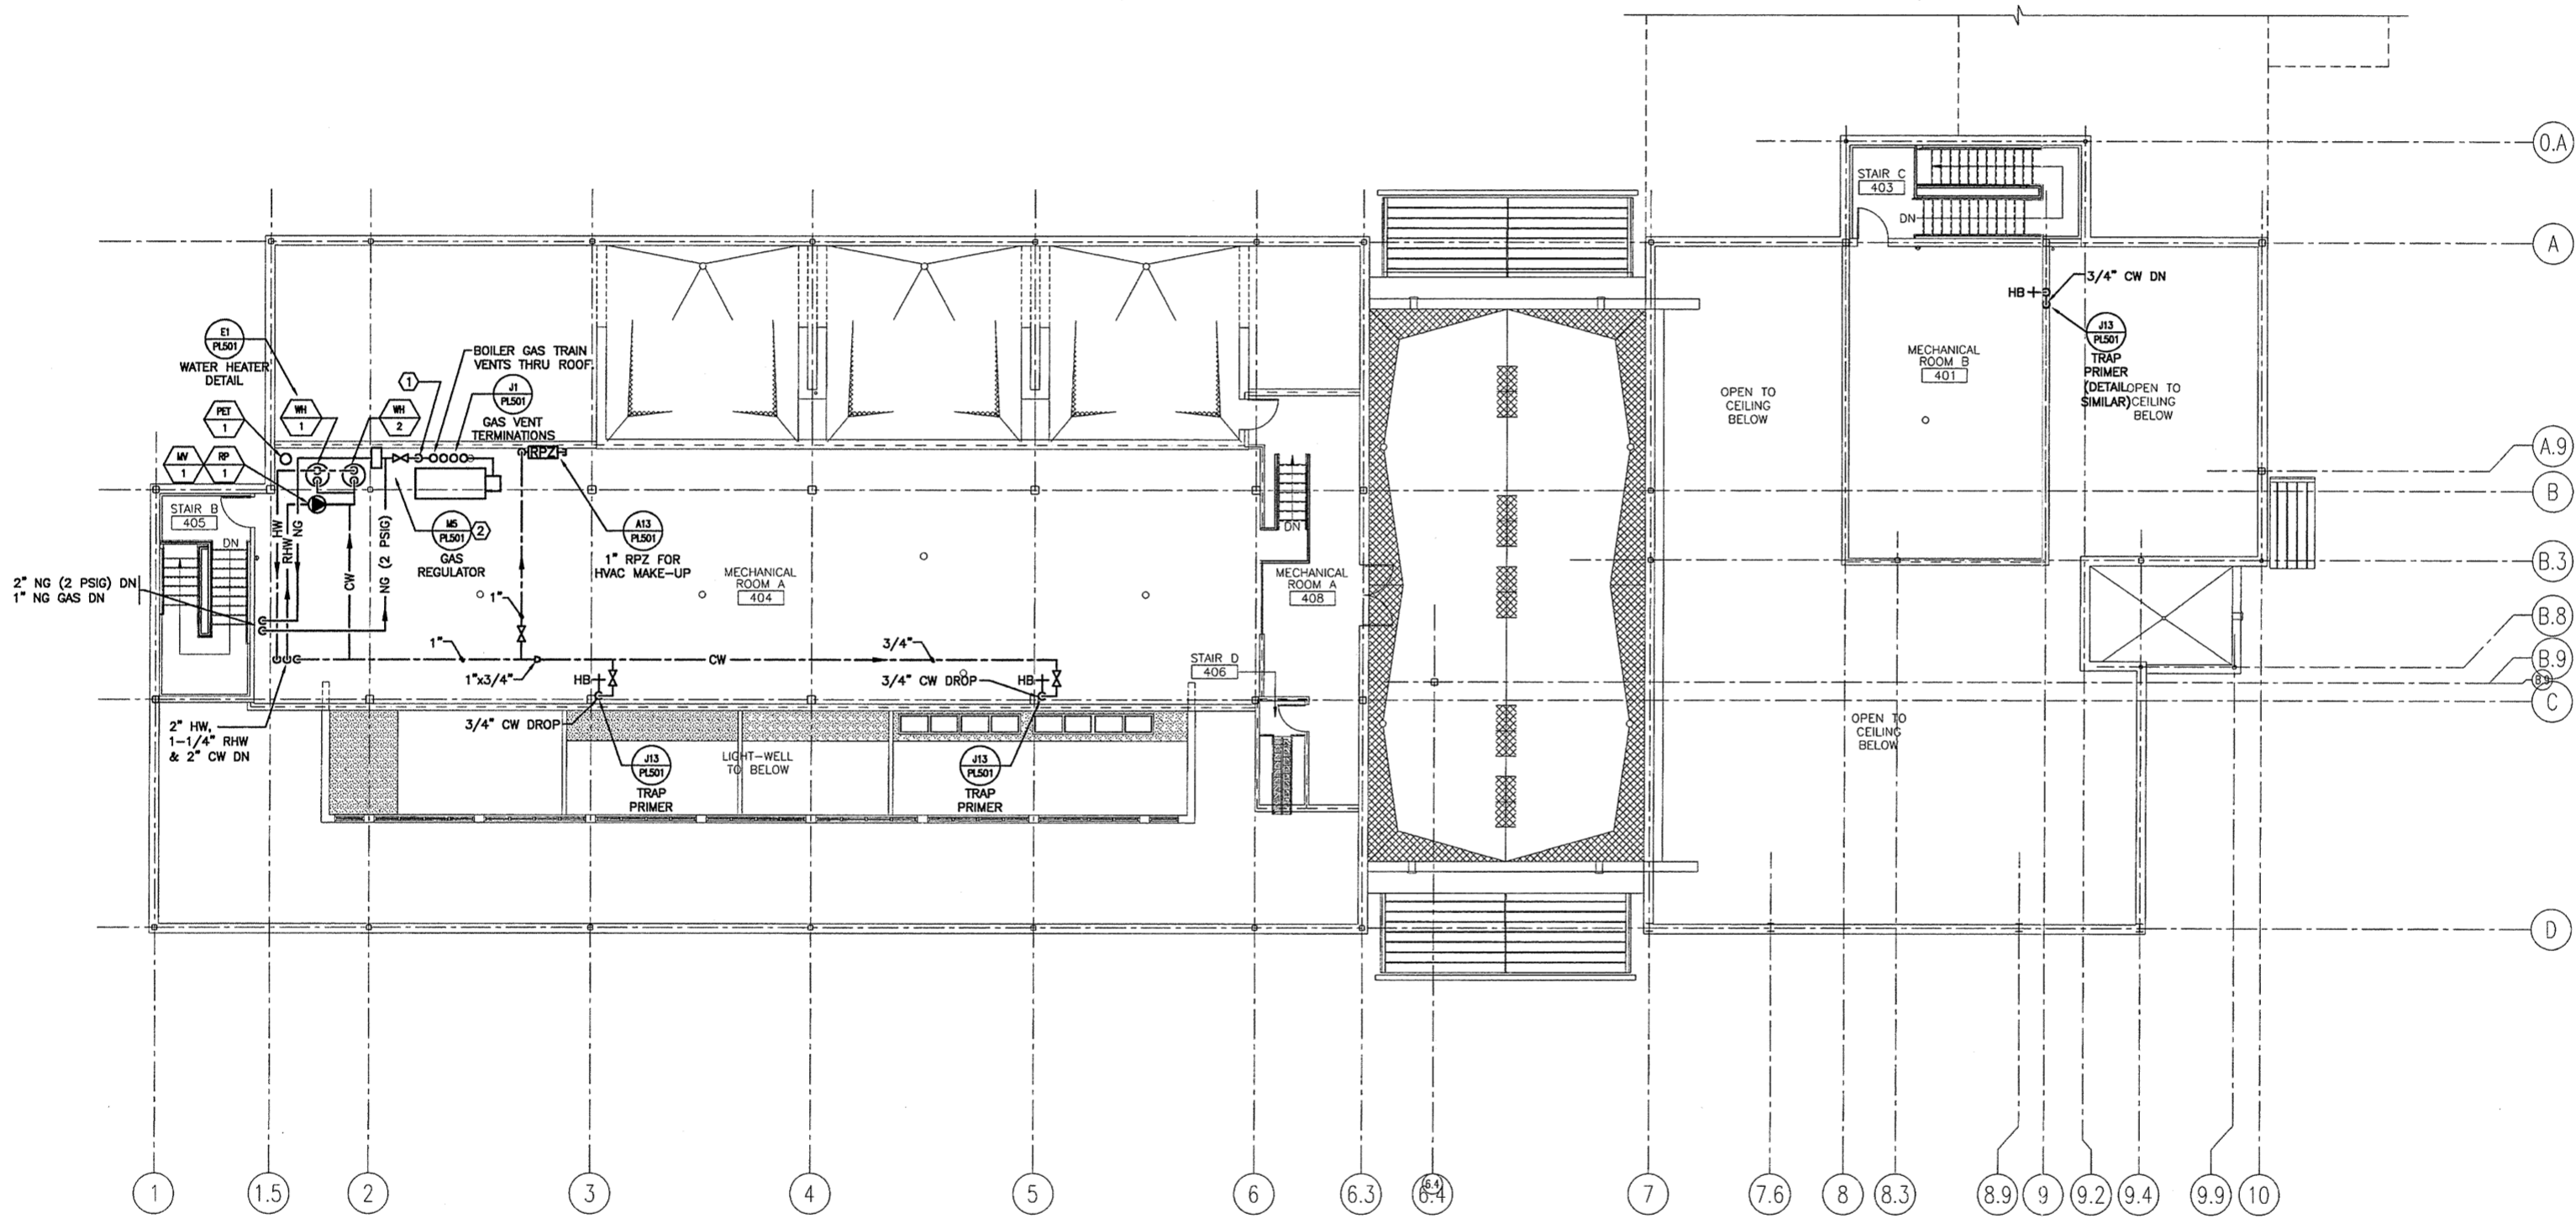 0.A
STAIR C
403
DN
A
3/4" CW DN
HB
J13
PL501
TRAP
PRIMER
(DETAIL
SIMILAR)
OPEN TO
CEILING
BELOW
MECHANICAL
ROOM B
401
OPEN TO
CEILING
BELOW
E1
PL501
WATER HEATER
DETAIL
BOILER GAS TRAIN
VENTS THRU ROOF.
1
J1
PL501
GAS VENT
TERMINATIONS
PET
1
WH
1
WH
2
MV
1
RP
1
RPZ
A.9
B
STAIR B
405
DN
HW
RHW
NG
CW
NG (2 PSIG)
M5
PL501
2
GAS
REGULATOR
A13
PL501
1" RPZ FOR
HVAC MAKE-UP
DN
2" NG (2 PSIG) DN
1" NG GAS DN
1"
MECHANICAL
ROOM A
404
MECHANICAL
ROOM A
408
B.3
B.8
1"
1"x3/4"
CW
3/4"
HB
3/4" CW DROP
HB
STAIR D
406
B.9
B.9
C
2" HW,
1-1/4" RHW
& 2" CW DN
3/4" CW DROP
J13
PL501
TRAP
PRIMER
LIGHT-WELL
TO BELOW
J13
PL501
TRAP
PRIMER
OPEN TO
CEILING
BELOW
D
1
1.5
2
3
4
5
6
6.3
6.4
6.4
7
7.6
8
8.3
8.9
9
9.2
9.4
9.9
10